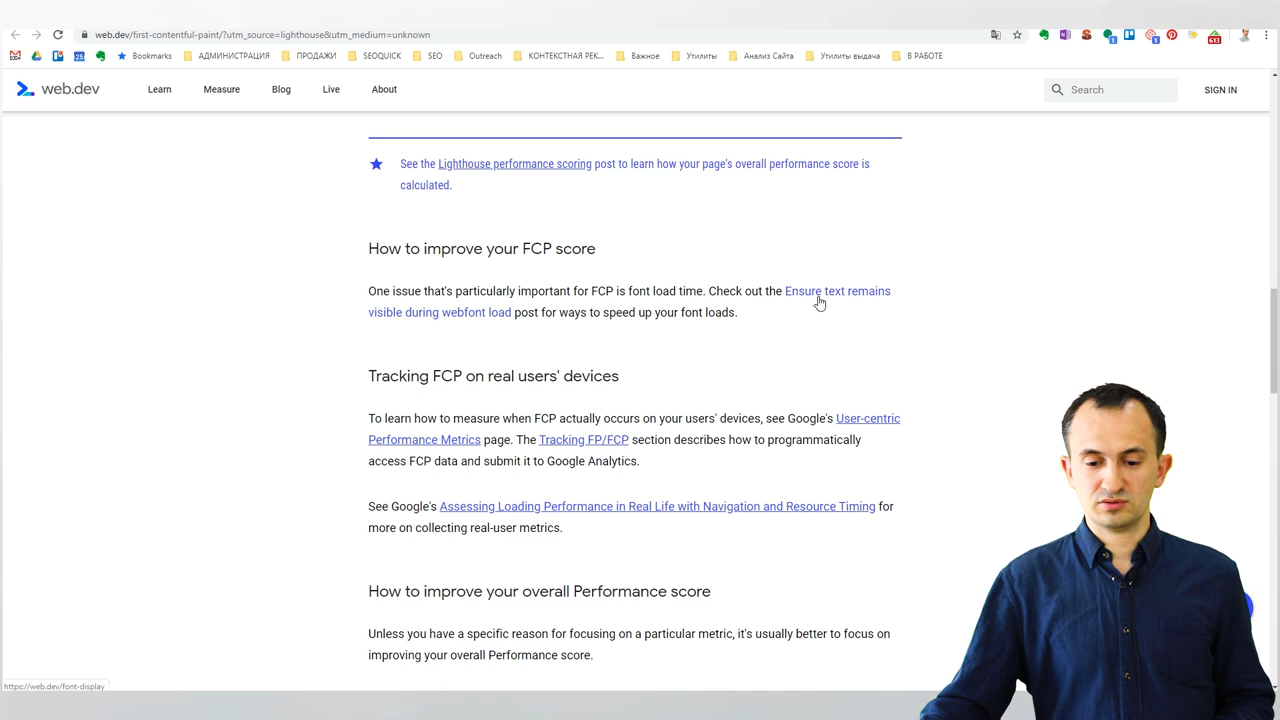 web.dev/first-contentful-paint/?utm_source=lighthouse&utm_medium=unknown
Bookmarks АДМИНИСТРАЦИЯ ПРОДАЖИ SEOQUICK SEO Outreach КОНТЕКСТНАЯ РЕК... Важное Утилиты Анализ Сайта Утилиты выдача В РАБОТЕ
web.dev Learn Measure Blog Live About Search SIGN IN
See the Lighthouse performance scoring post to learn how your page's overall performance score is
calculated.
How to improve your FCP score
One issue that's particularly important for FCP is font load time. Check out the Ensure text remains
visible during webfont load post for ways to speed up your font loads.
Tracking FCP on real users' devices
To learn how to measure when FCP actually occurs on your users' devices, see Google's User-centric
Performance Metrics page. The Tracking FP/FCP section describes how to programmatically
access FCP data and submit it to Google Analytics.
See Google's Assessing Loading Performance in Real Life with Navigation and Resource Timing for
more on collecting real-user metrics.
How to improve your overall Performance score
Unless you have a specific reason for focusing on a particular metric, it's usually better to focus on
improving your overall Performance score.
https://web.dev/font-display